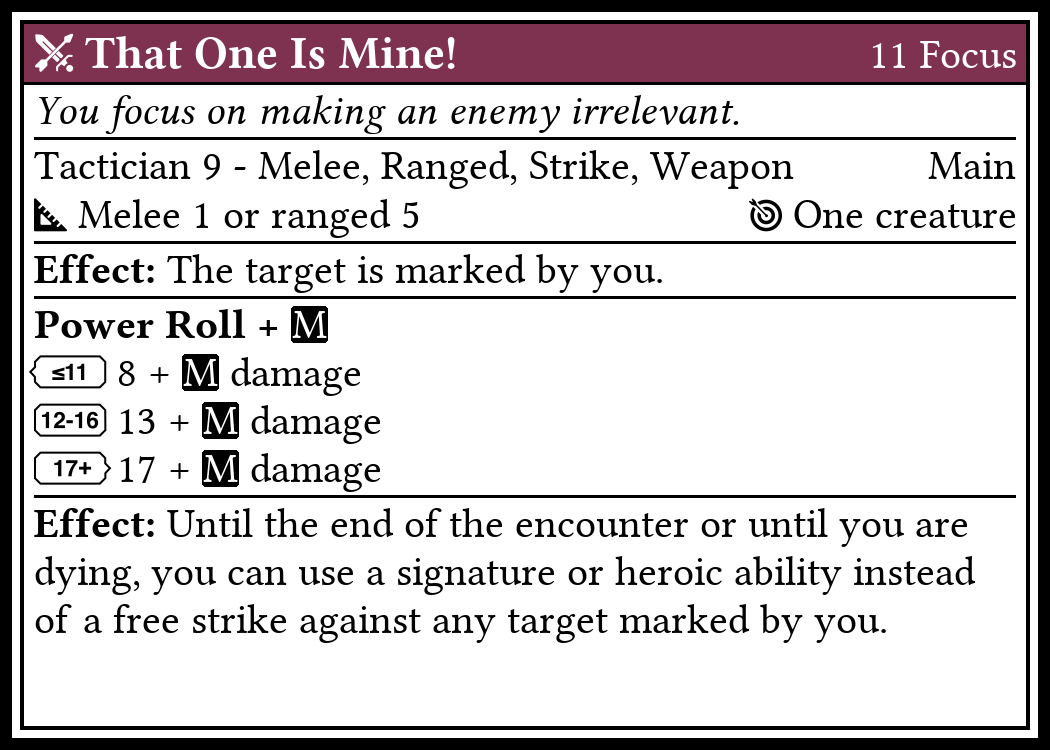 That One Is Mine! 11 Focus
You focus on making an enemy irrelevant.
Tactician 9 - Melee, Ranged, Strike, Weapon Main
Melee 1 or ranged 5 One creature
Effect: The target is marked by you.
Power Roll + M
≤11 8 + M damage
12-16 13 + M damage
17+ 17 + M damage
Effect: Until the end of the encounter or until you are
dying, you can use a signature or heroic ability instead
of a free strike against any target marked by you.